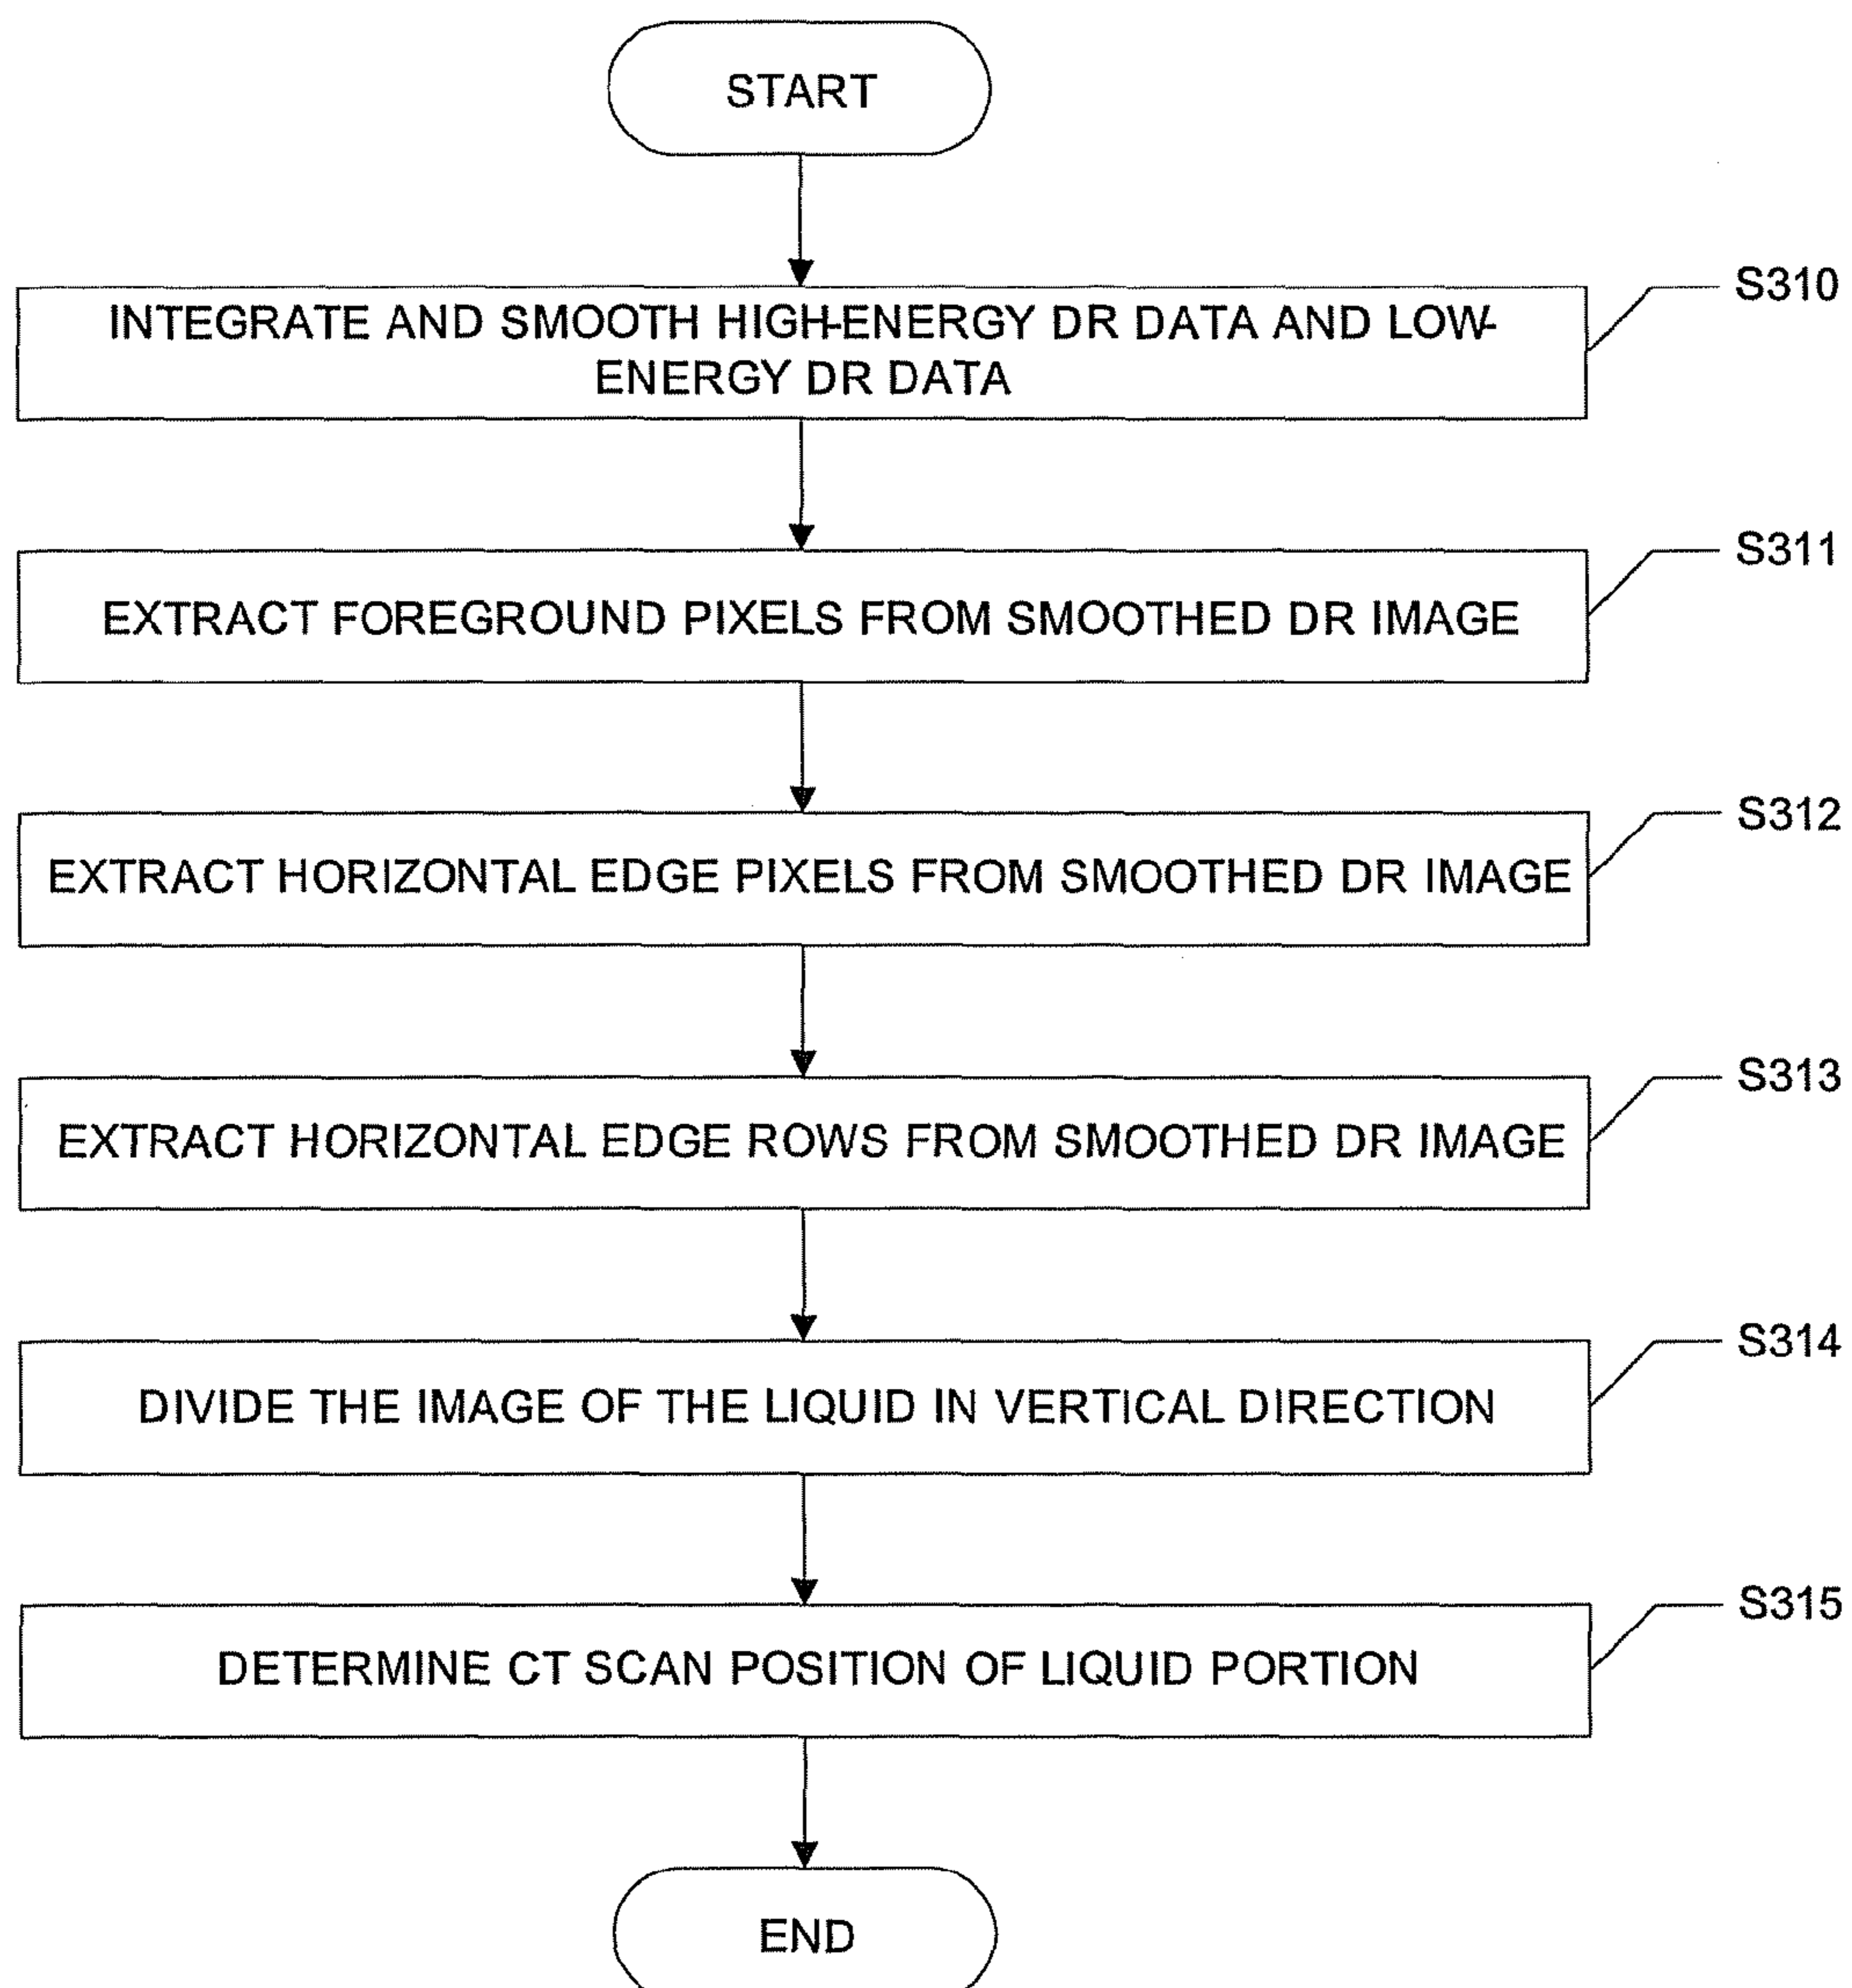 START
S310
INTEGRATE AND SMOOTH HIGH-ENERGY DR DATA AND LOW-
ENERGY DR DATA
S311
EXTRACT FOREGROUND PIXELS FROM SMOOTHED DR IMAGE
S312
EXTRACT HORIZONTAL EDGE PIXELS FROM SMOOTHED DR IMAGE
S313
EXTRACT HORIZONTAL EDGE ROWS FROM SMOOTHED DR IMAGE
S314
DIVIDE THE IMAGE OF THE LIQUID IN VERTICAL DIRECTION
S315
DETERMINE CT SCAN POSITION OF LIQUID PORTION
END